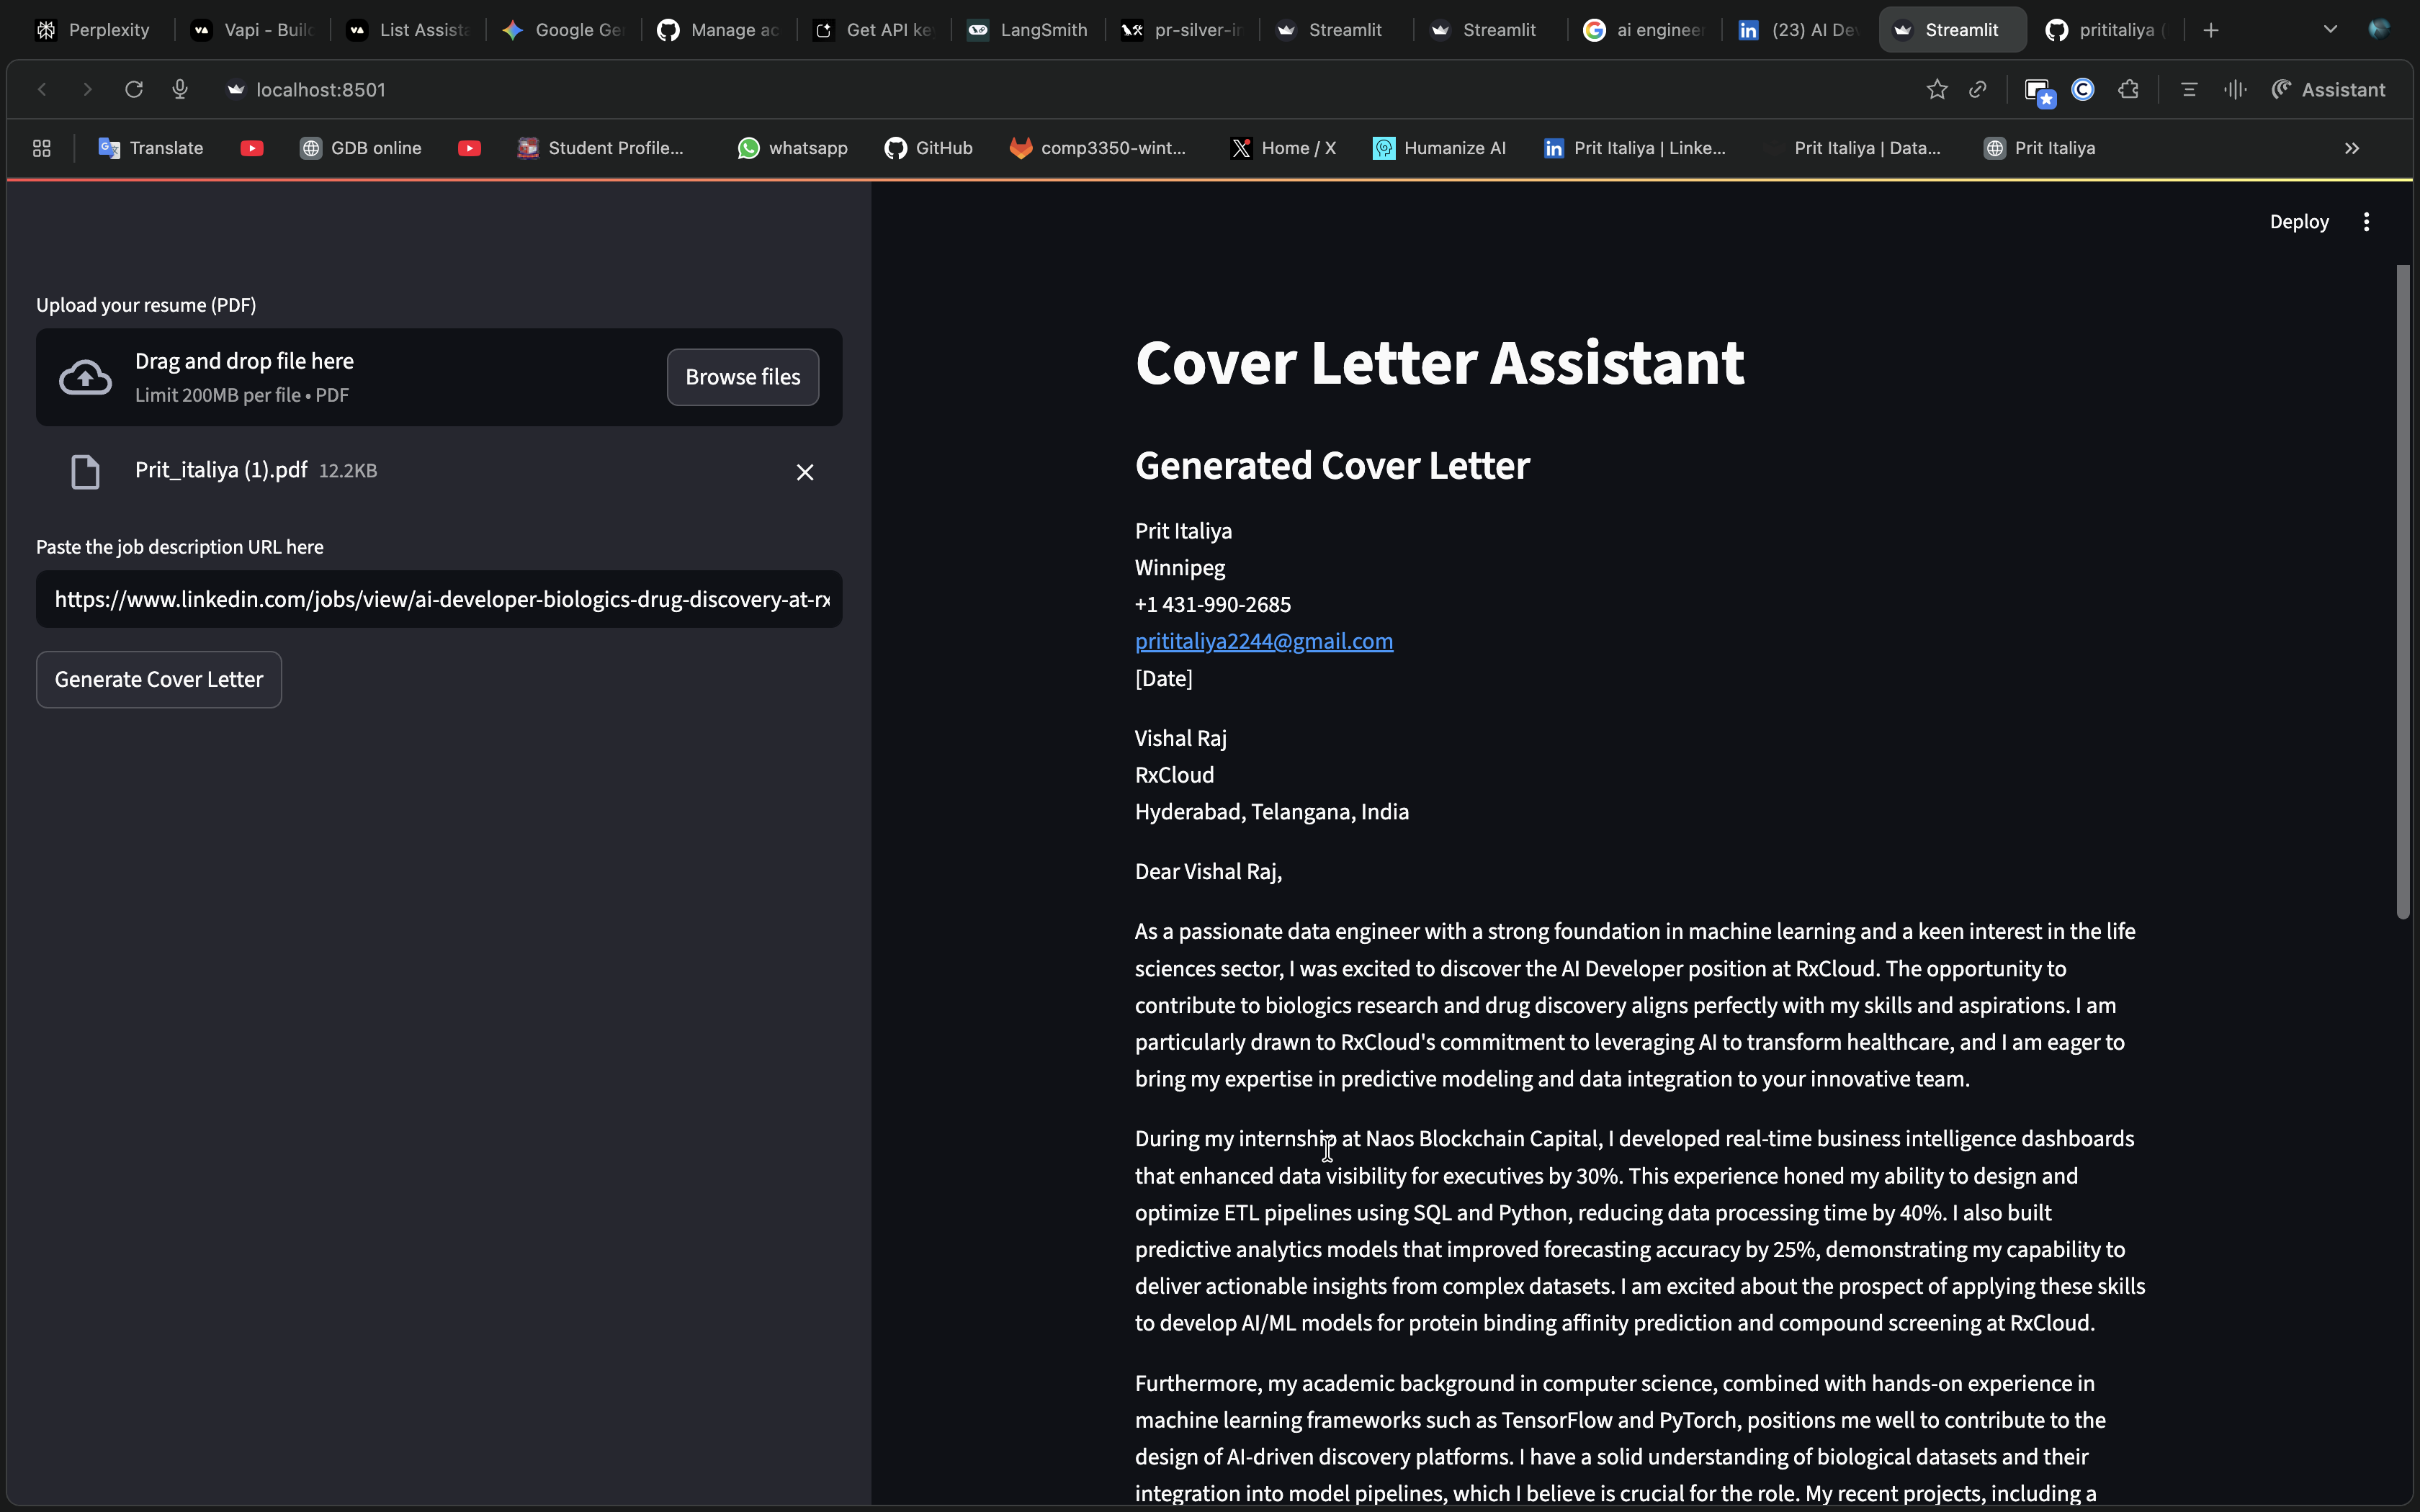 Perplexity
Vapi - Build
List Assista
Google Ge
Manage ac
Get API ke
LangSmith
pr-silver-in
Streamlit
Streamlit
ai engineer
(23) AI De
Streamlit
prititaliya (
localhost:8501
Assistant
Translate
GDB online
Student Profile...
whatsapp
GitHub
comp3350-wint...
Home / X
Humanize AI
Prit Italiya | Linke...
Prit Italiya | Data...
Prit Italiya
Deploy
Upload your resume (PDF)
Drag and drop file here
Limit 200MB per file • PDF
Browse files
Prit_italiya (1).pdf 12.2KB
Paste the job description URL here
https://www.linkedin.com/jobs/view/ai-developer-biologics-drug-discovery-at-rx
Generate Cover Letter
Cover Letter Assistant
Generated Cover Letter
Prit Italiya
Winnipeg
+1 431-990-2685
prititaliya2244@gmail.com
[Date]
Vishal Raj
RxCloud
Hyderabad, Telangana, India
Dear Vishal Raj,
As a passionate data engineer with a strong foundation in machine learning and a keen interest in the life
sciences sector, I was excited to discover the AI Developer position at RxCloud. The opportunity to
contribute to biologics research and drug discovery aligns perfectly with my skills and aspirations. I am
particularly drawn to RxCloud's commitment to leveraging AI to transform healthcare, and I am eager to
bring my expertise in predictive modeling and data integration to your innovative team.
During my internship at Naos Blockchain Capital, I developed real-time business intelligence dashboards
that enhanced data visibility for executives by 30%. This experience honed my ability to design and
optimize ETL pipelines using SQL and Python, reducing data processing time by 40%. I also built
predictive analytics models that improved forecasting accuracy by 25%, demonstrating my capability to
deliver actionable insights from complex datasets. I am excited about the prospect of applying these skills
to develop AI/ML models for protein binding affinity prediction and compound screening at RxCloud.
Furthermore, my academic background in computer science, combined with hands-on experience in
machine learning frameworks such as TensorFlow and PyTorch, positions me well to contribute to the
design of AI-driven discovery platforms. I have a solid understanding of biological datasets and their
integration into model pipelines, which I believe is crucial for the role. My recent projects, including a